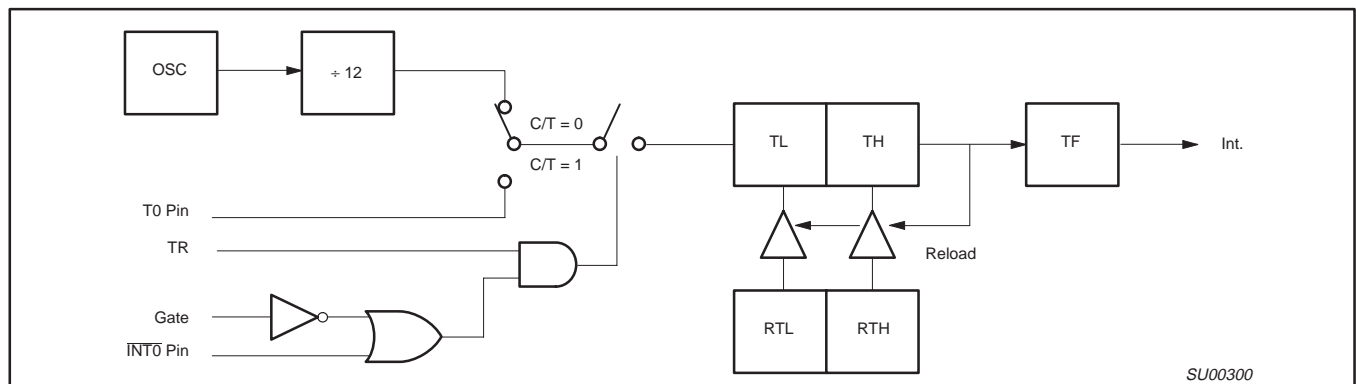 OSC
÷ 12
C/T = 0
C/T = 1
TL
TH
TF
Int.
T0 Pin
TR
Reload
Gate
INT0 Pin
RTL
RTH
SU00300